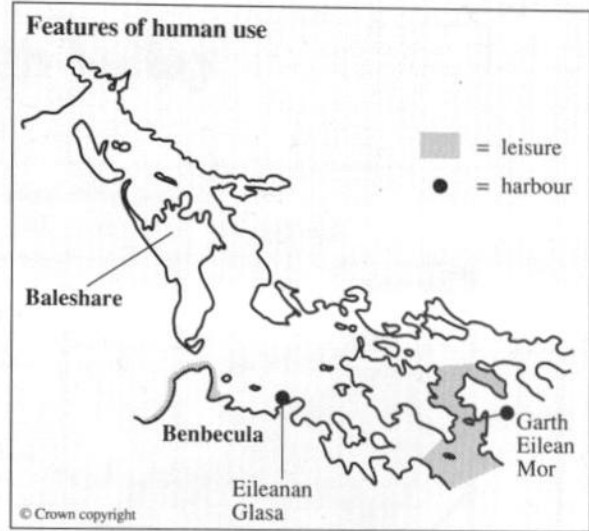 Features of human use
= leisure
= harbour
Baleshare
Benbecula
Garth
Eilean
Mor
Eileanan
Glasa
© Crown copyright